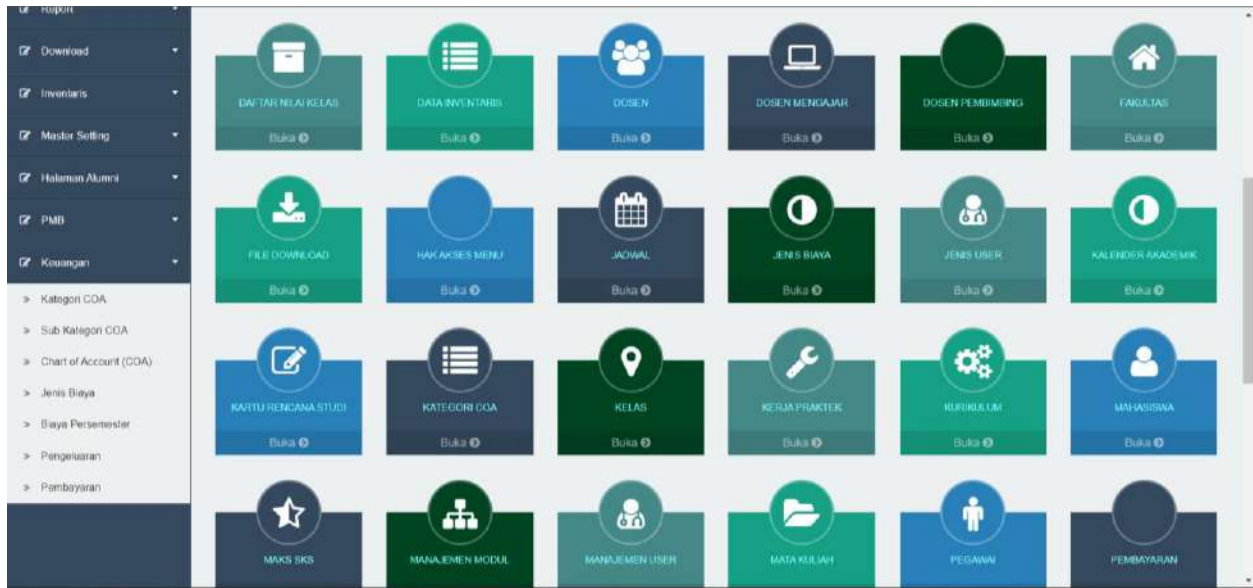 Report
Download
Inventaris
Master Setting
Halaman Alumni
PMB
Keuangan
Kategori COA
Sub Kategori COA
Chart of Account (COA)
Jenis Biaya
Biaya Persemester
Pengeluaran
Pembayaran
DAFTAR NILAI KELAS
DATA INVENTARIS
DOSEN
DOSEN MENGAJAR
DOSEN PEMBIMBING
FAKULTAS
Buka
Buka
Buka
Buka
Buka
Buka
FILE DOWNLOAD
HAK AKSES MENU
JADWAL
JENIS BIAYA
JENIS USER
KALENDER AKADEMIK
Buka
Buka
Buka
Buka
Buka
Buka
KARTU RENCANA STUDI
KATEGORI COA
KELAS
KERJA PRAKTEK
KURIKULUM
MAHASISWA
Buka
Buka
Buka
Buka
Buka
Buka
MAKS SKS
MANAJEMEN MODUL
MANAJEMEN USER
MATA KULIAH
PEGAWAI
PEMBAYARAN